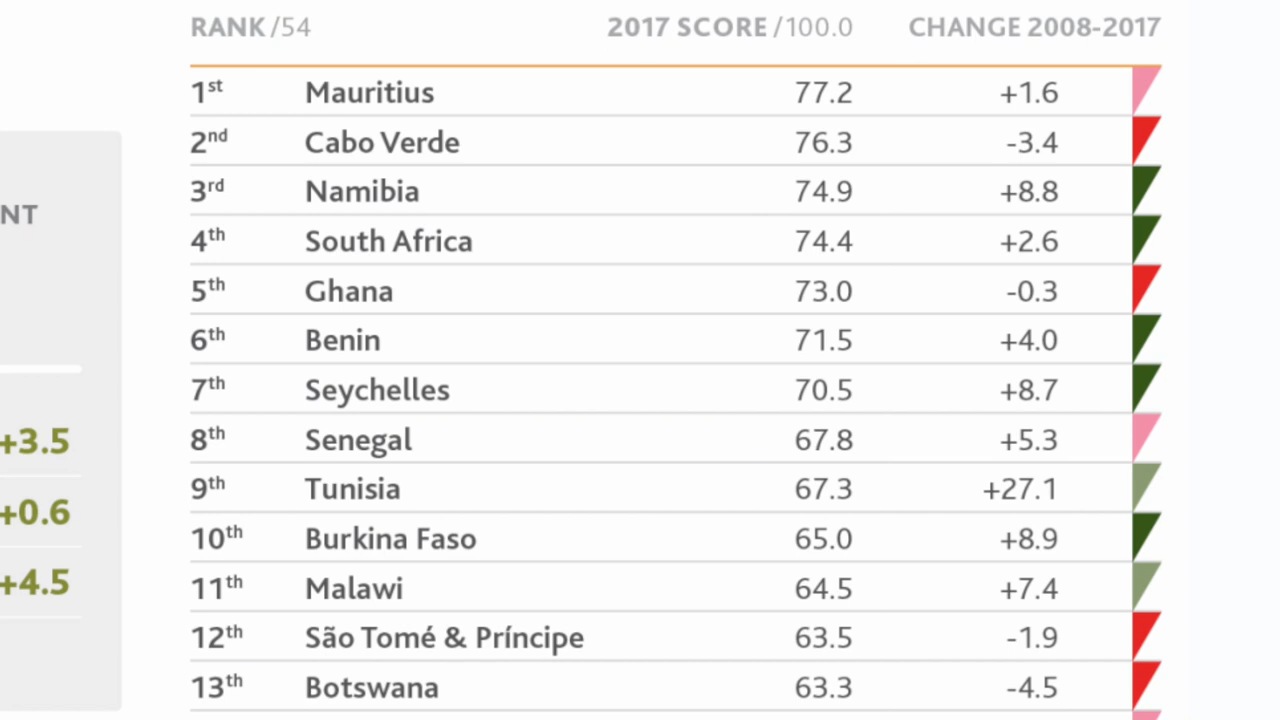 RANK /54 2017 SCORE /100.0 CHANGE 2008-2017
1st Mauritius 77.2 +1.6
2nd Cabo Verde 76.3 -3.4
3rd Namibia 74.9 +8.8
NT
4th South Africa 74.4 +2.6
5th Ghana 73.0 -0.3
6th Benin 71.5 +4.0
7th Seychelles 70.5 +8.7
8th Senegal 67.8 +5.3
+3.5
9th Tunisia 67.3 +27.1
+0.6
10th Burkina Faso 65.0 +8.9
+4.5
11th Malawi 64.5 +7.4
12th São Tomé & Príncipe 63.5 -1.9
13th Botswana 63.3 -4.5